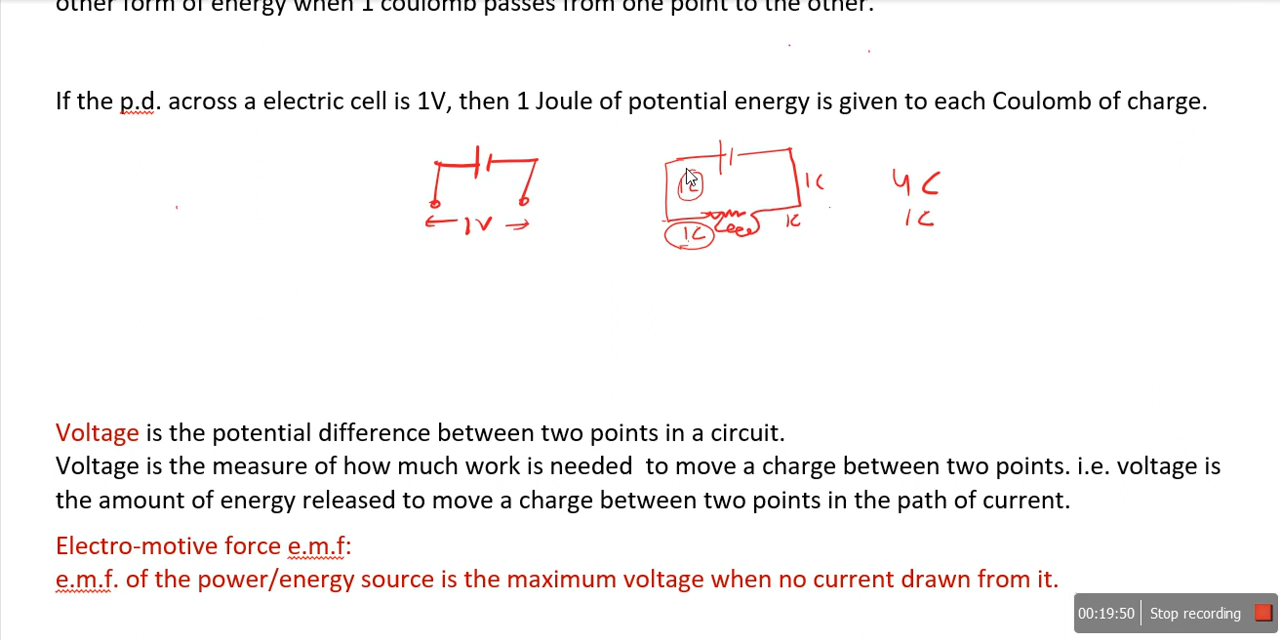 other form of energy when 1 coulomb passes from one point to the other.
If the p.d. across a electric cell is 1V, then 1 Joule of potential energy is given to each Coulomb of charge.
1V
1C
1C
1C
1C
4C
1C
Voltage is the potential difference between two points in a circuit.
Voltage is the measure of how much work is needed to move a charge between two points. i.e. voltage is
the amount of energy released to move a charge between two points in the path of current.
Electro-motive force e.m.f:
e.m.f. of the power/energy source is the maximum voltage when no current drawn from it.
00:19:50 Stop recording